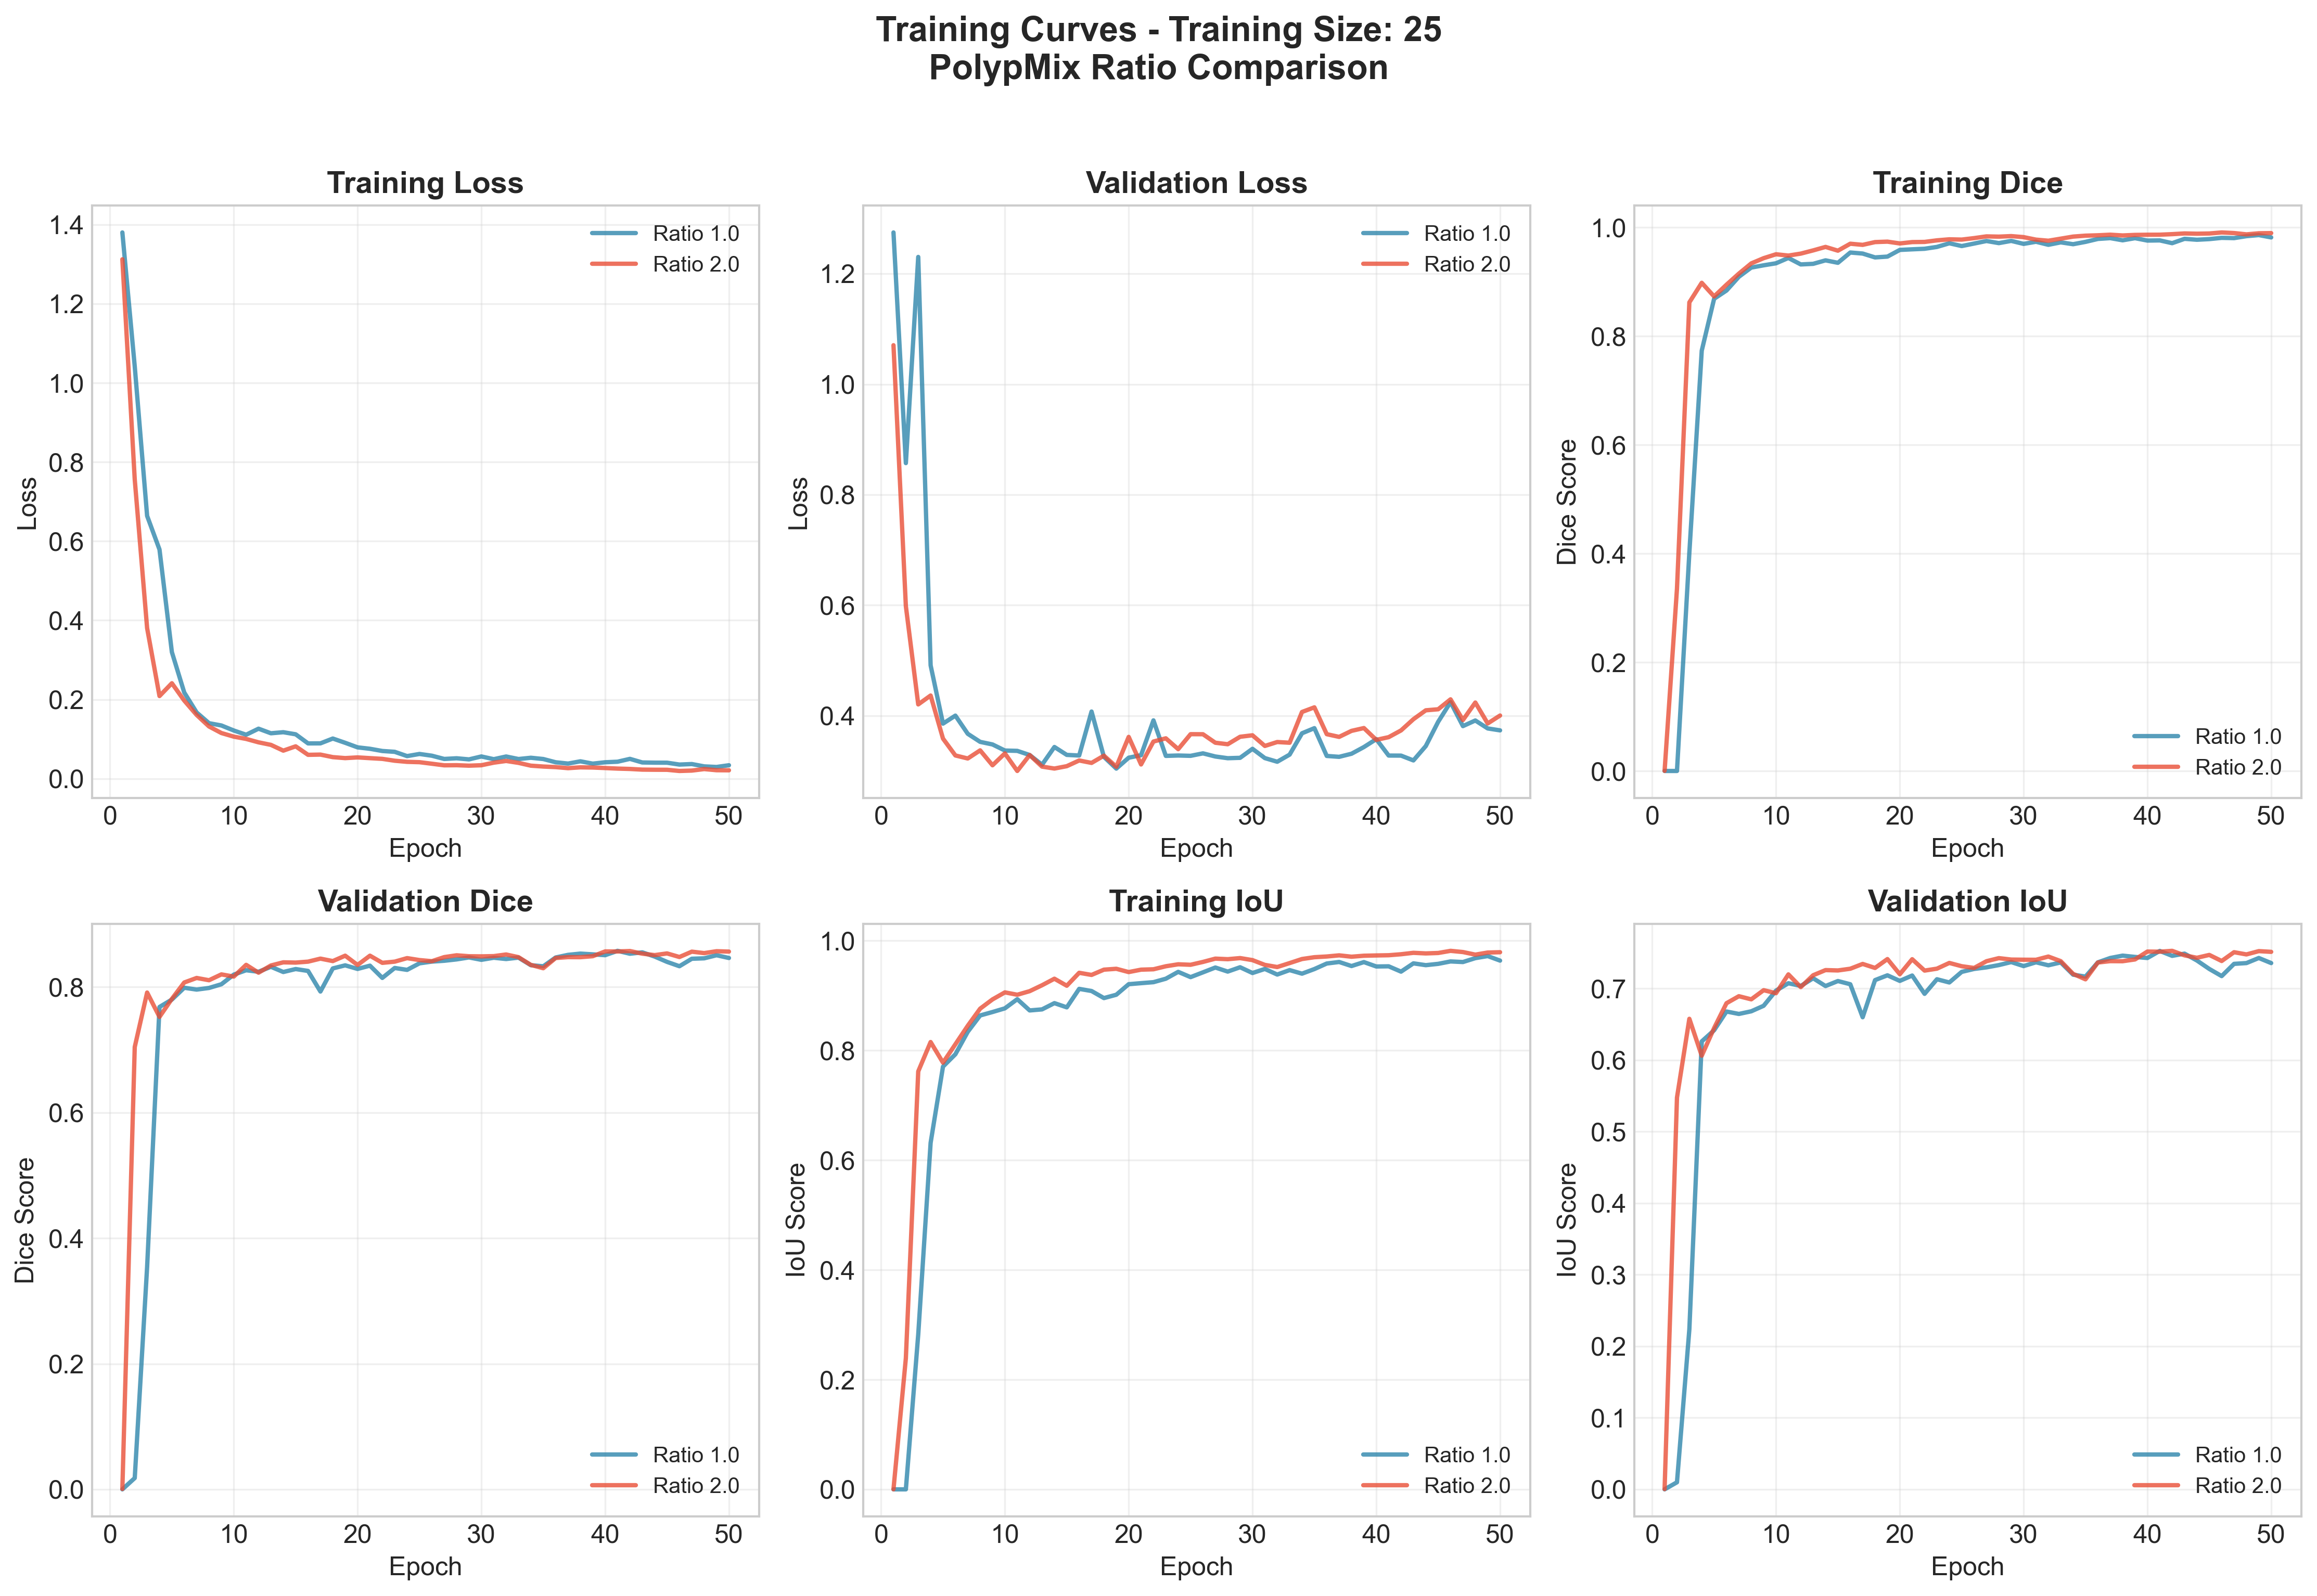 Training Curves - Training Size: 25
PolypMix Ratio Comparison
Training Loss
1.4
1.2
1.0
0.8
0.6
0.4
0.2
0.0
Loss
0 10 20 30 40 50
Epoch
Ratio 1.0
Ratio 2.0
Validation Loss
1.2
1.0
0.8
0.6
0.4
Loss
0 10 20 30 40 50
Epoch
Ratio 1.0
Ratio 2.0
Training Dice
1.0
0.8
0.6
0.4
0.2
0.0
Dice Score
0 10 20 30 40 50
Epoch
Ratio 1.0
Ratio 2.0
Validation Dice
0.8
0.6
0.4
0.2
0.0
Dice Score
0 10 20 30 40 50
Epoch
Ratio 1.0
Ratio 2.0
Training IoU
1.0
0.8
0.6
0.4
0.2
0.0
IoU Score
0 10 20 30 40 50
Epoch
Ratio 1.0
Ratio 2.0
Validation IoU
0.7
0.6
0.5
0.4
0.3
0.2
0.1
0.0
IoU Score
0 10 20 30 40 50
Epoch
Ratio 1.0
Ratio 2.0